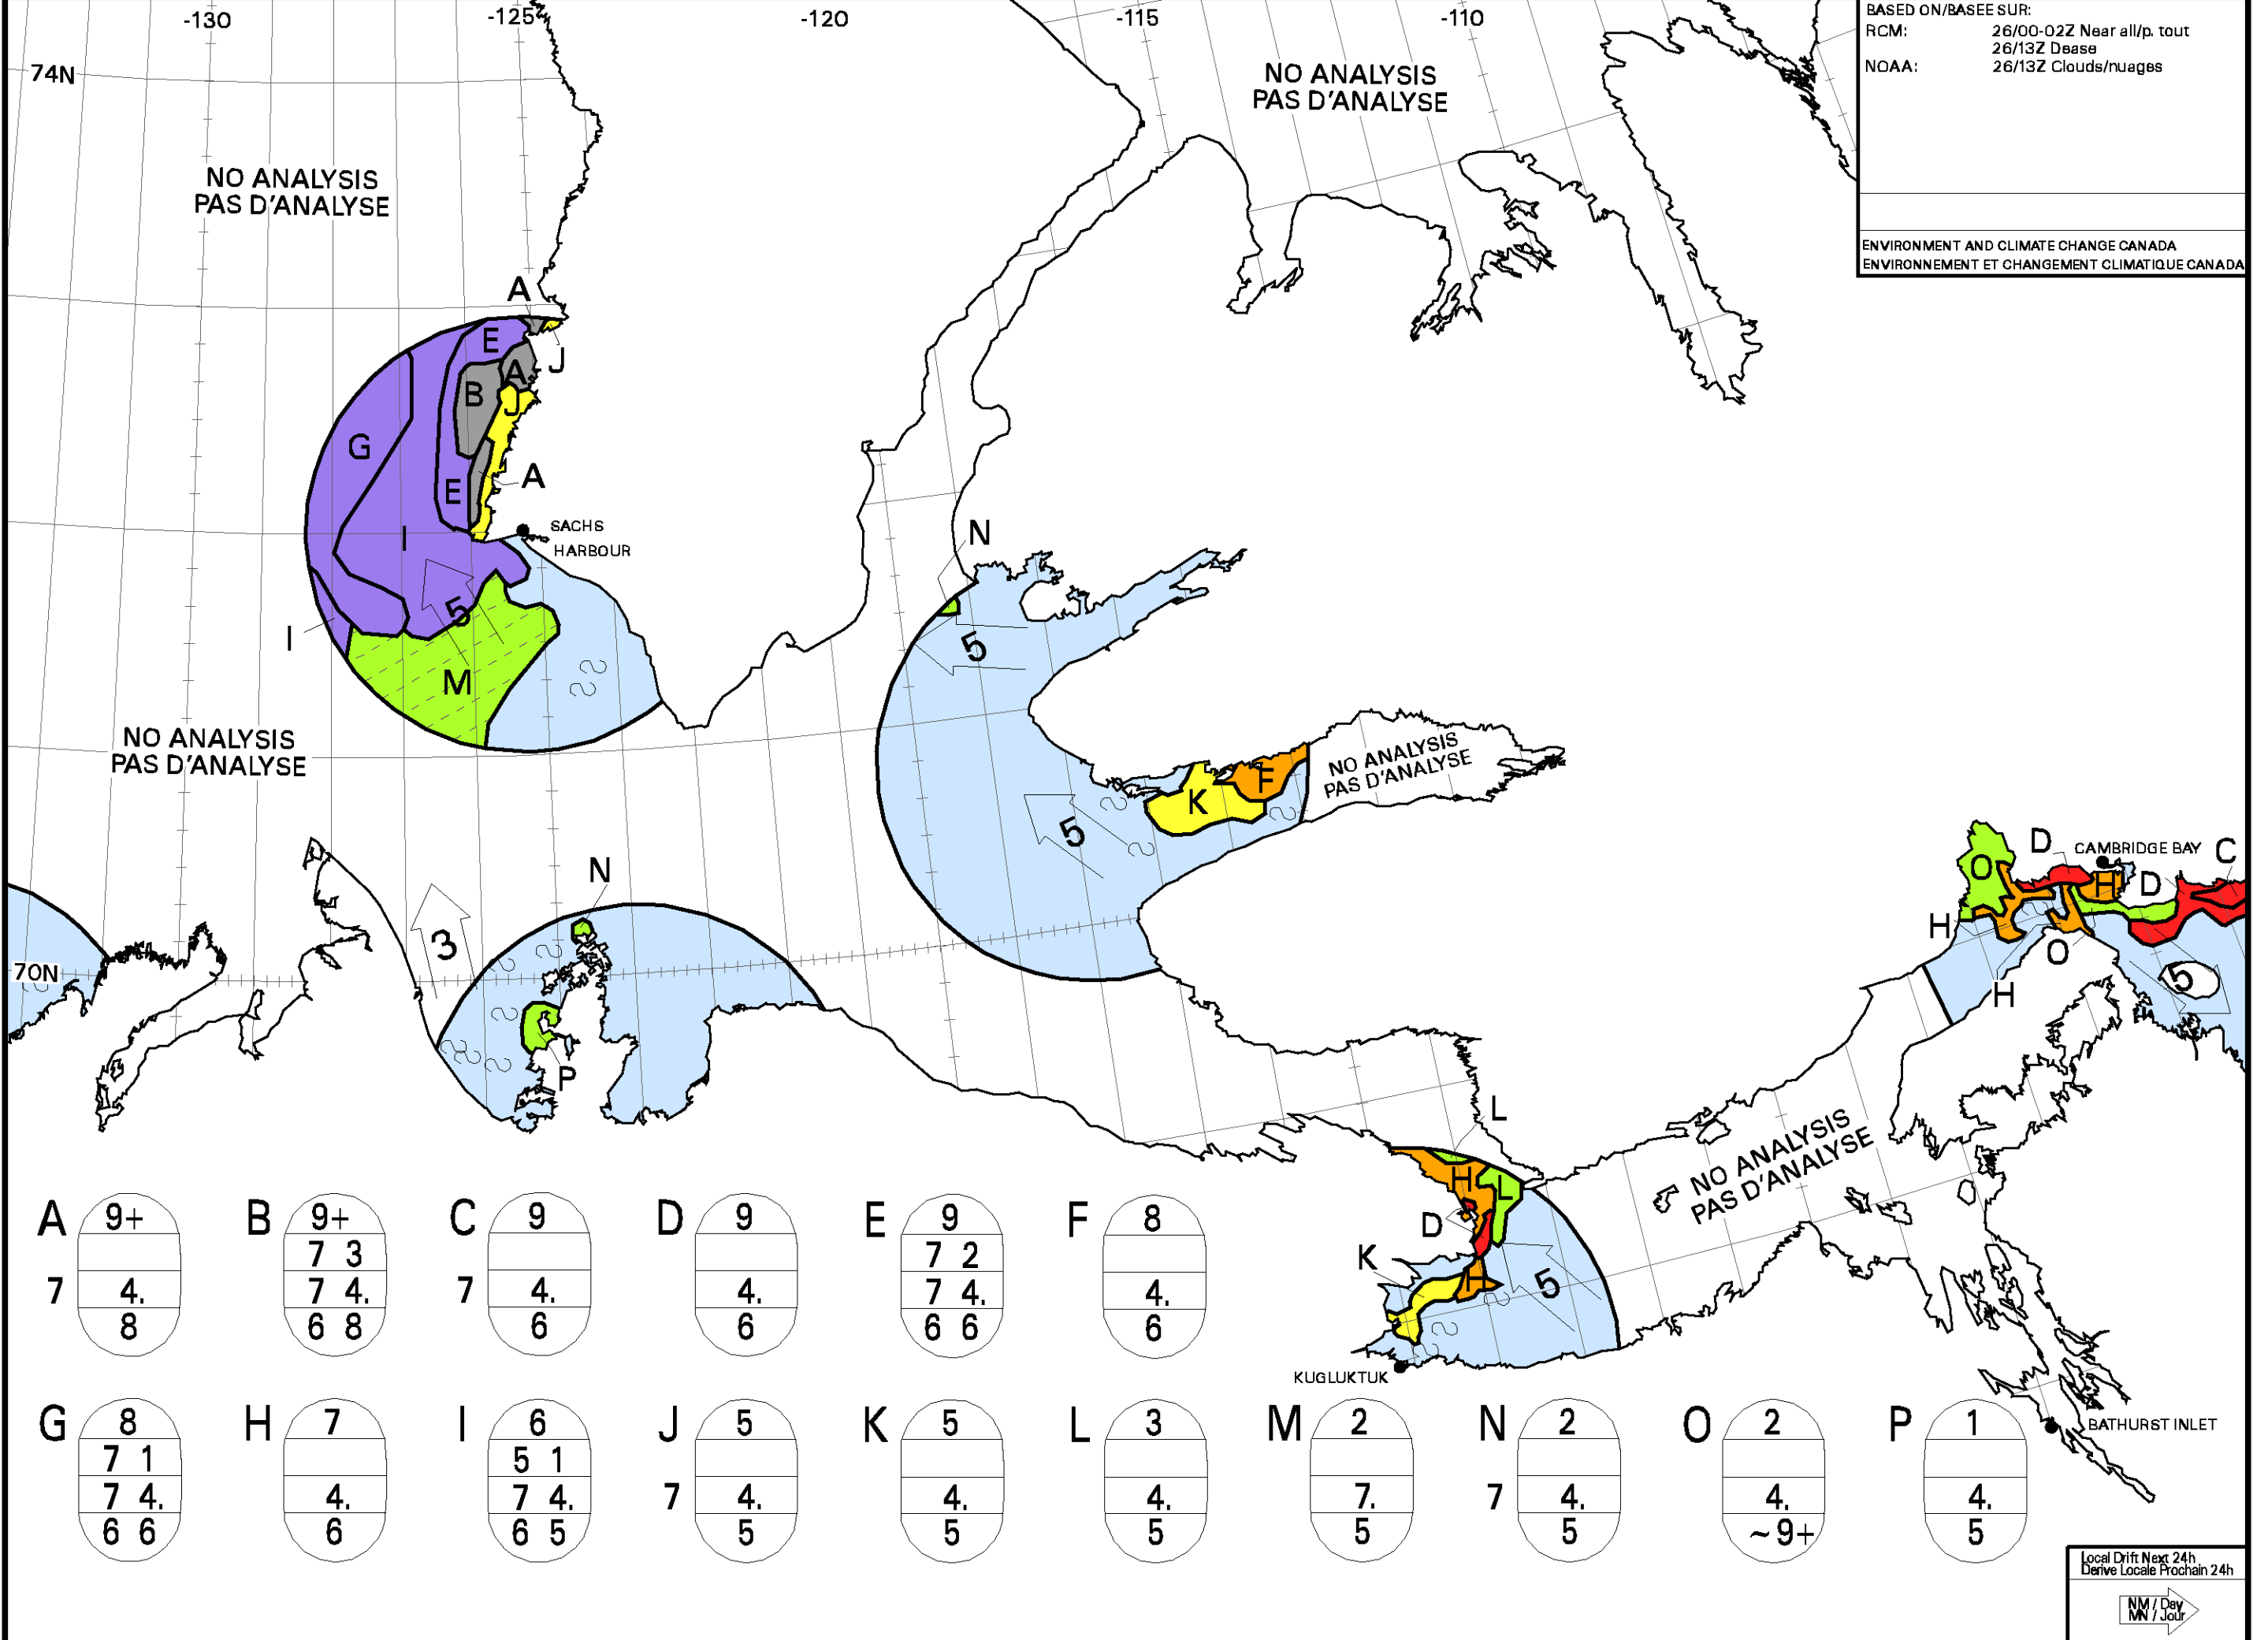 -130
-125
-120
-115
-110
BASED ON/BASEE SUR:
RCM: 26/00-02Z Near all/p. tout
26/13Z Dease
NOAA: 26/13Z Clouds/nuages
ENVIRONMENT AND CLIMATE CHANGE CANADA
ENVIRONNEMENT ET CHANGEMENT CLIMATIQUE CANADA
74N
NO ANALYSIS
PAS D'ANALYSE
NO ANALYSIS
PAS D'ANALYSE
A
E
J
A
B
J
G
A
E
I
SACHS
HARBOUR
N
5
I
5
M
NO ANALYSIS
PAS D'ANALYSE
NO ANALYSIS
PAS D'ANALYSE
F
K
5
D
CAMBRIDGE BAY
C
O
H
D
N
H
O
3
70N
5
H
P
L
NO ANALYSIS
PAS D'ANALYSE
H
L
D
K
H
5
KUGLUKTUK
BATHURST INLET
A
9+
7 4.
8
B
9+
7 3
7 4.
6 8
C
9
7 4.
6
D
9
4.
6
E
9
7 2
7 4.
6 6
F
8
4.
6
G
8
7 1
7 4.
6 6
H
7
4.
6
I
6
5 1
7 4.
6 5
J
5
7 4.
5
K
5
4.
5
L
3
4.
5
M
2
7.
5
N
2
7 4.
5
O
2
4.
~9+
P
1
4.
5
Local Drift Next 24h
Derive Locale Prochain 24h
NM / Day
MN / Jour